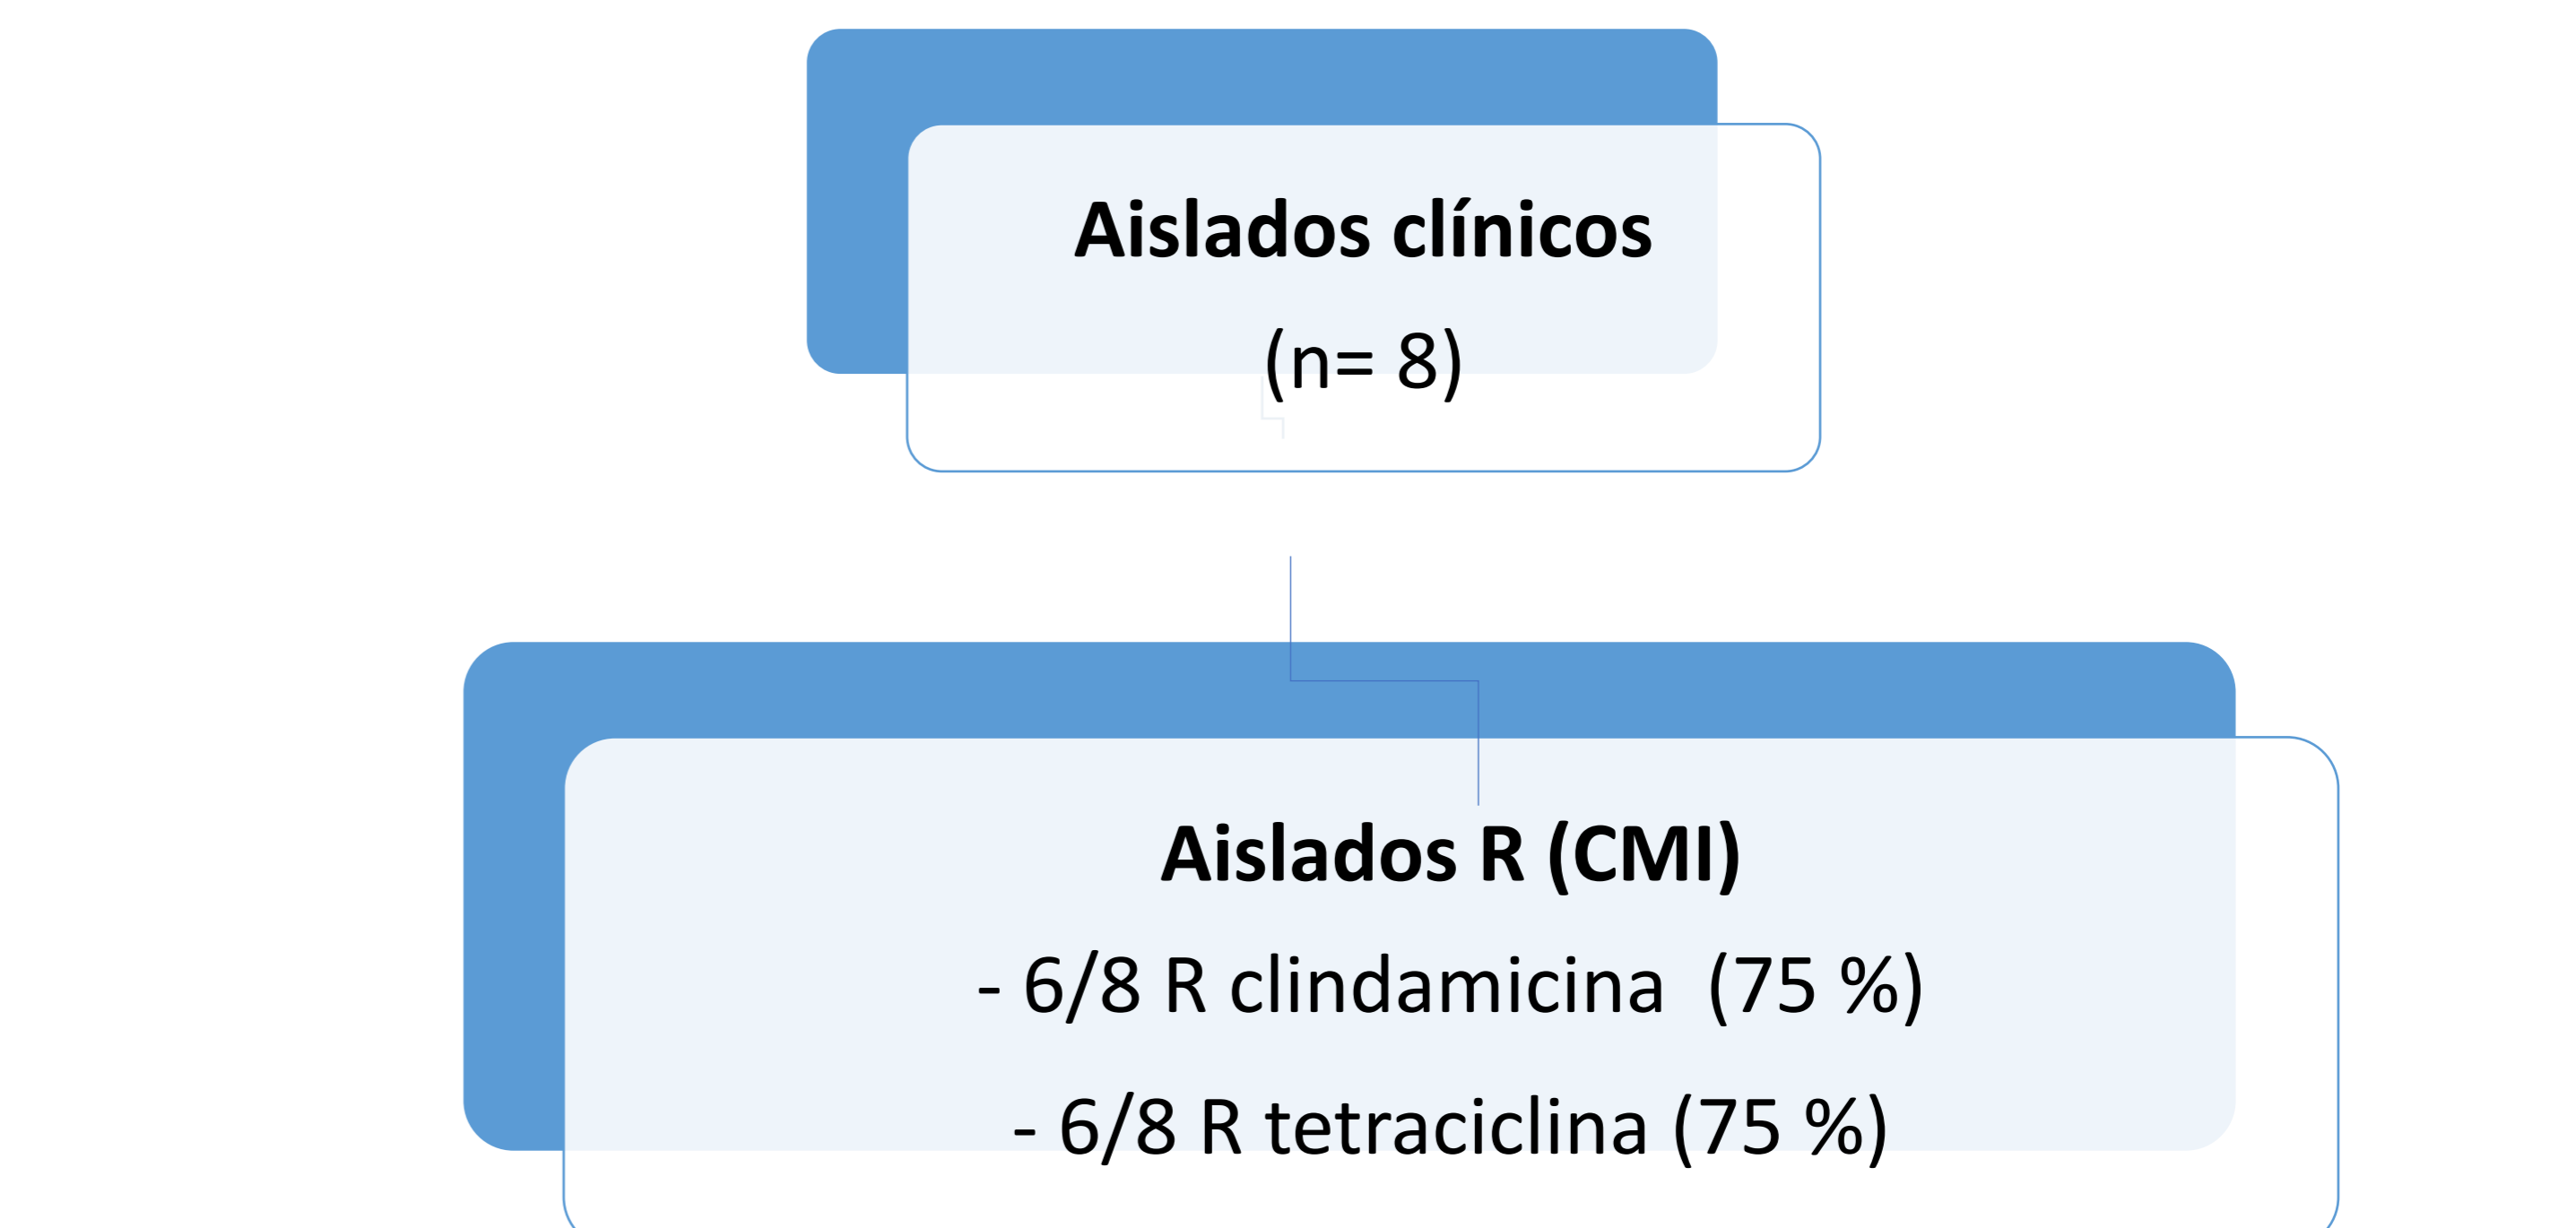 Aislados clínicos
(n= 8)
Aislados R (CMI)
- 6/8 R clindamicina  (75 %)
- 6/8 R tetraciclina (75 %)